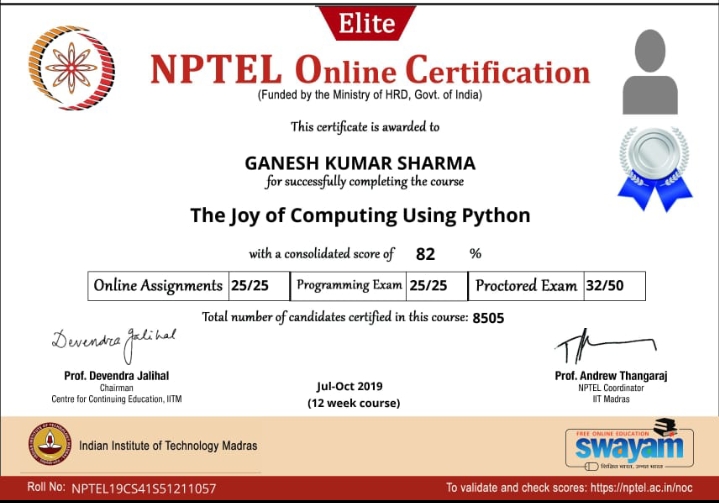 Elite
NPTEL Online Certification
(Funded by the Ministry of HRD, Govt. of India)
This certificate is awarded to
GANESH KUMAR SHARMA
for successfully completing the course
The Joy of Computing Using Python
with a consolidated score of 82 %
Online Assignments 25/25 Programming Exam 25/25 Proctored Exam 32/50
Total number of candidates certified in this course: 8505
Devendra Jalihal
Prof. Devendra Jalihal
Chairman
Centre for Continuing Education, IITM
Jul-Oct 2019
(12 week course)
Prof. Andrew Thangaraj
NPTEL Coordinator
IIT Madras
Indian Institute of Technology Madras
FREE ONLINE EDUCATION
swayam
शिक्षित भारत, उन्नत भारत
Roll No: NPTEL19CS41S51211057
To validate and check scores: https://nptel.ac.in/noc